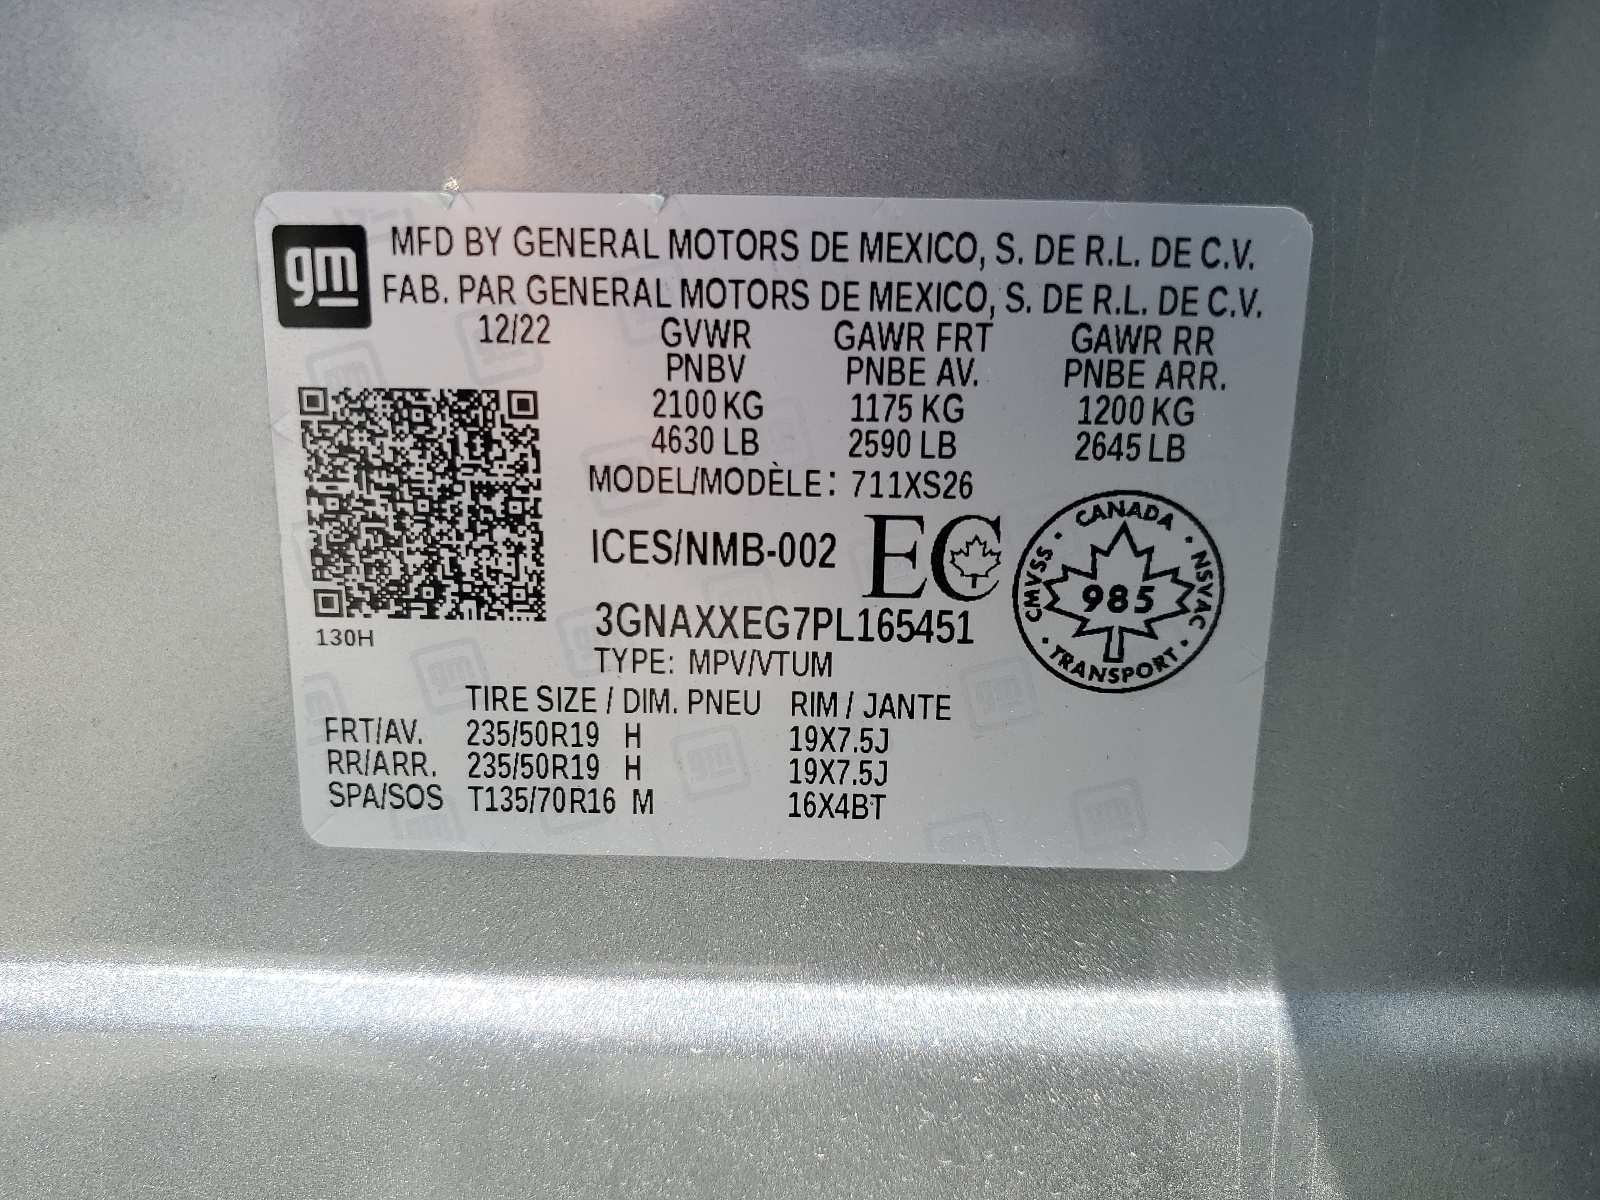 gm
MFD BY GENERAL MOTORS DE MEXICO, S. DE R.L. DE C.V.
FAB. PAR GENERAL MOTORS DE MEXICO, S. DE R.L. DE C.V.
12/22 GVWR GAWR FRT GAWR RR
PNBV PNBE AV. PNBE ARR.
2100 KG 1175 KG 1200 KG
4630 LB 2590 LB 2645 LB
MODEL/MODÈLE: 711XS26
ICES/NMB-002 EC
CANADA
CMVSS · NSVAC
985
TRANSPORT
3GNAXXEG7PL165451
130H
TYPE: MPV/VTUM
TIRE SIZE / DIM. PNEU RIM / JANTE
FRT/AV. 235/50R19 H 19X7.5J
RR/ARR. 235/50R19 H 19X7.5J
SPA/SOS T135/70R16 M 16X4BT